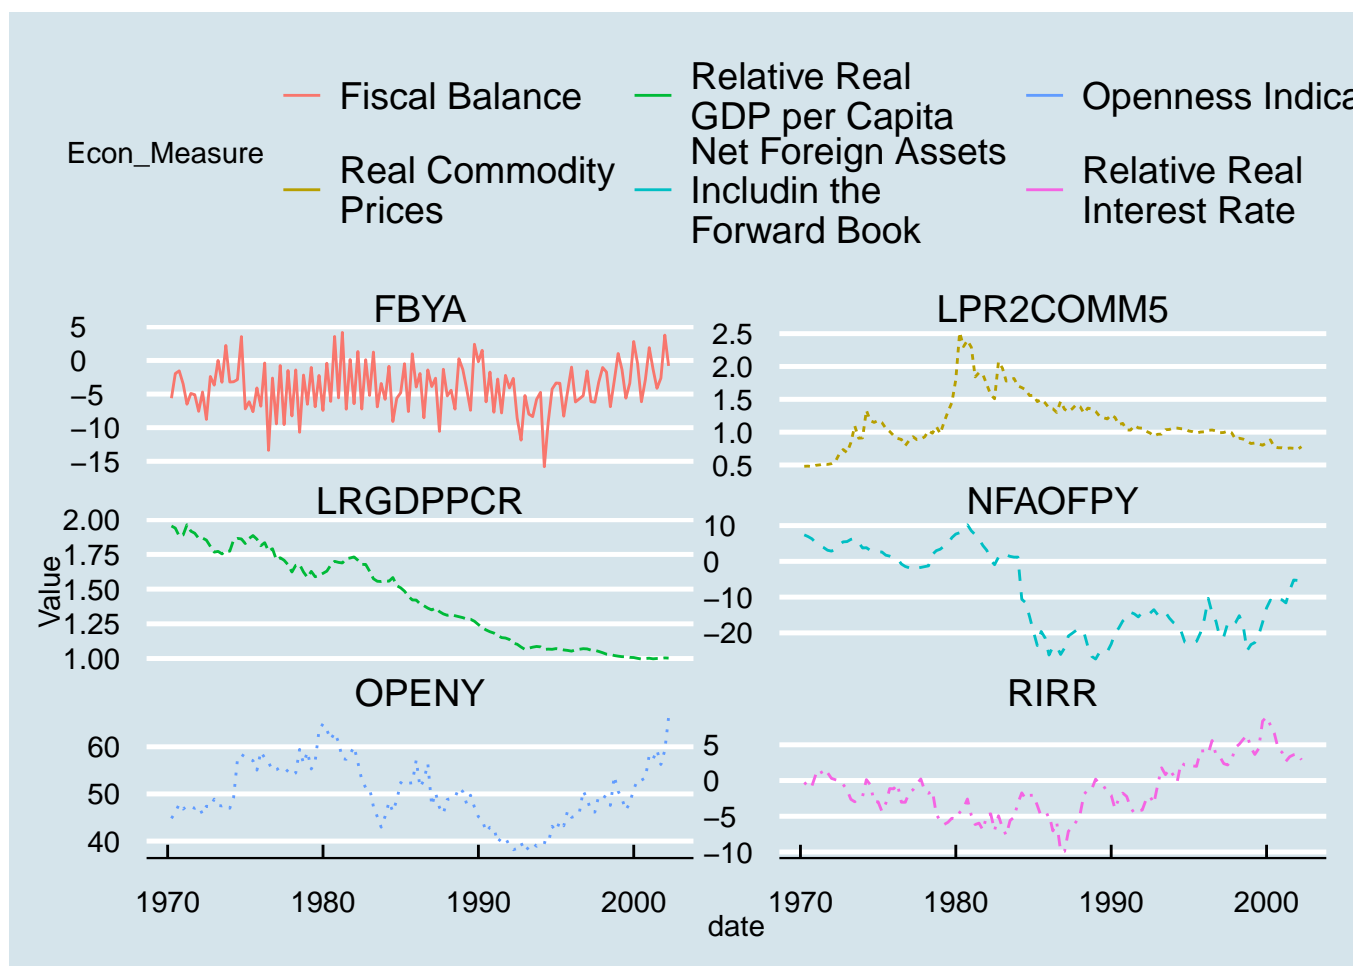 Econ_Measure
Fiscal Balance
Real Commodity
Prices
Relative Real
GDP per Capita
Net Foreign Assets
Includin the
Forward Book
Openness Indica
Relative Real
Interest Rate
FBYA
5
0
−5
−10
−15
LPR2COMM5
2.5
2.0
1.5
1.0
0.5
LRGDPPCR
2.00
1.75
1.50
1.25
1.00
NFAOFPY
10
0
−10
−20
OPENY
60
50
40
1970 1980 1990 2000
RIRR
5
0
−5
−10
1970 1980 1990 2000
Value
date